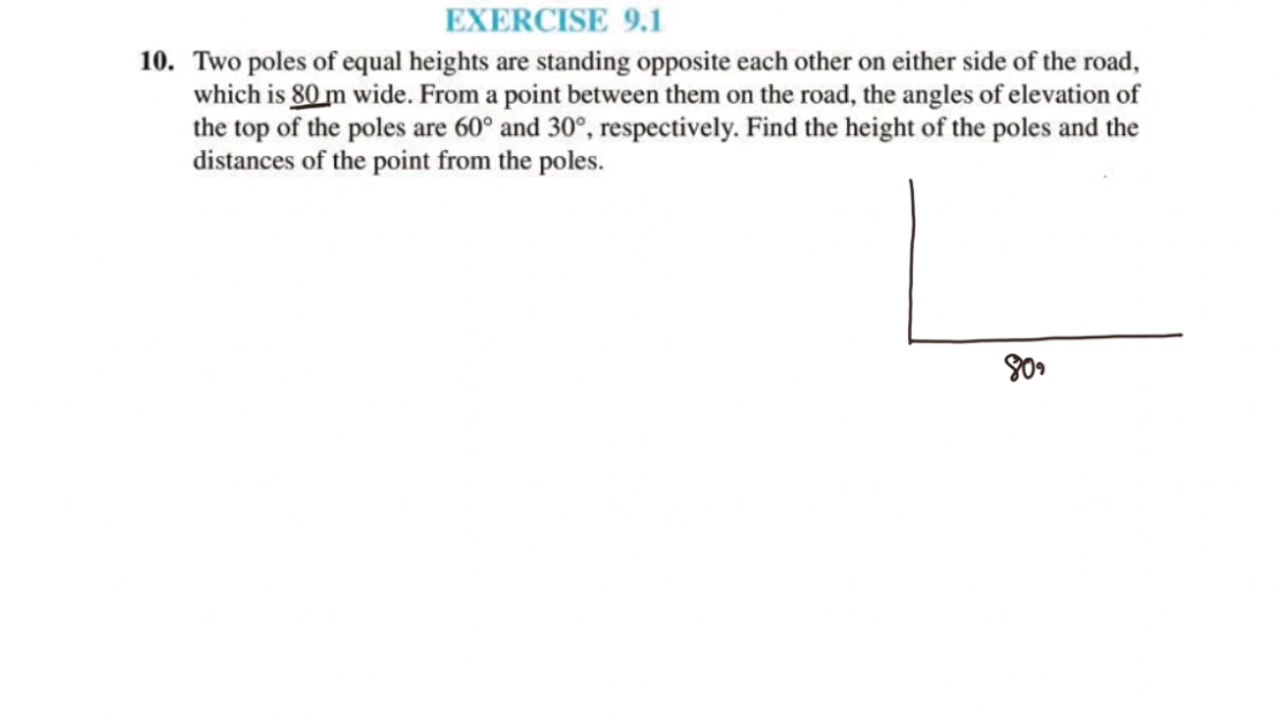 EXERCISE 9.1
10. Two poles of equal heights are standing opposite each other on either side of the road,
which is 80 m wide. From a point between them on the road, the angles of elevation of
the top of the poles are 60° and 30°, respectively. Find the height of the poles and the
distances of the point from the poles.
80